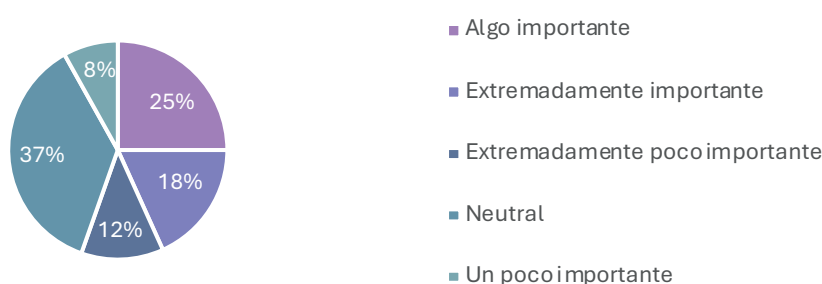 8%
25%
37%
18%
12%
Algo importante
Extremadamente importante
Extremadamente poco importante
Neutral
Un poco importante